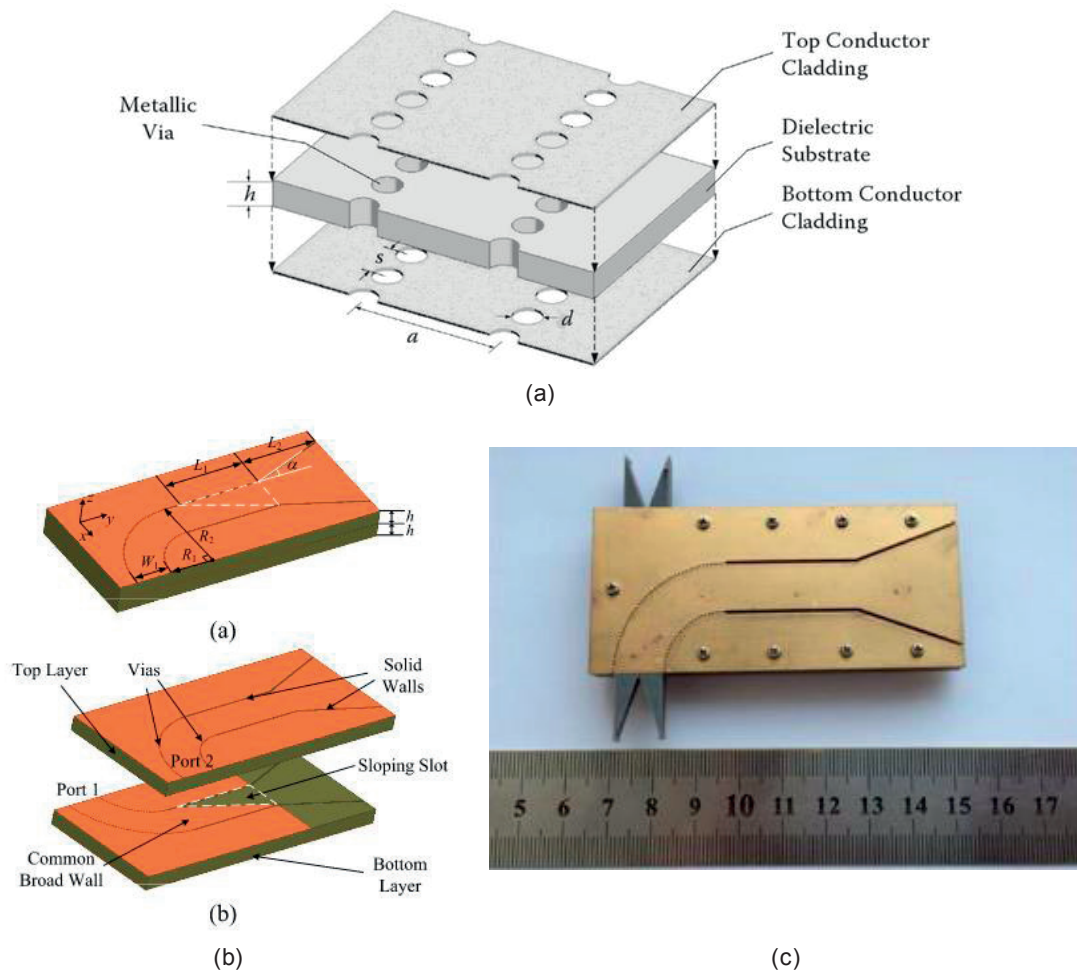 Top Conductor
Cladding
Metallic
Via
Dielectric
Substrate
h
Bottom Conductor
Cladding
s
d
a
(a)
L₂
L₁
α
z
y
x
h
h
R₂
W₁
R₁
(a)
Top Layer
Vias
Solid
Walls
Port 2
Sloping Slot
Port 1
Common
Broad Wall
Bottom
Layer
(b)
5 6 7 8 9 10 11 12 13 14 15 16 17
(b)
(c)